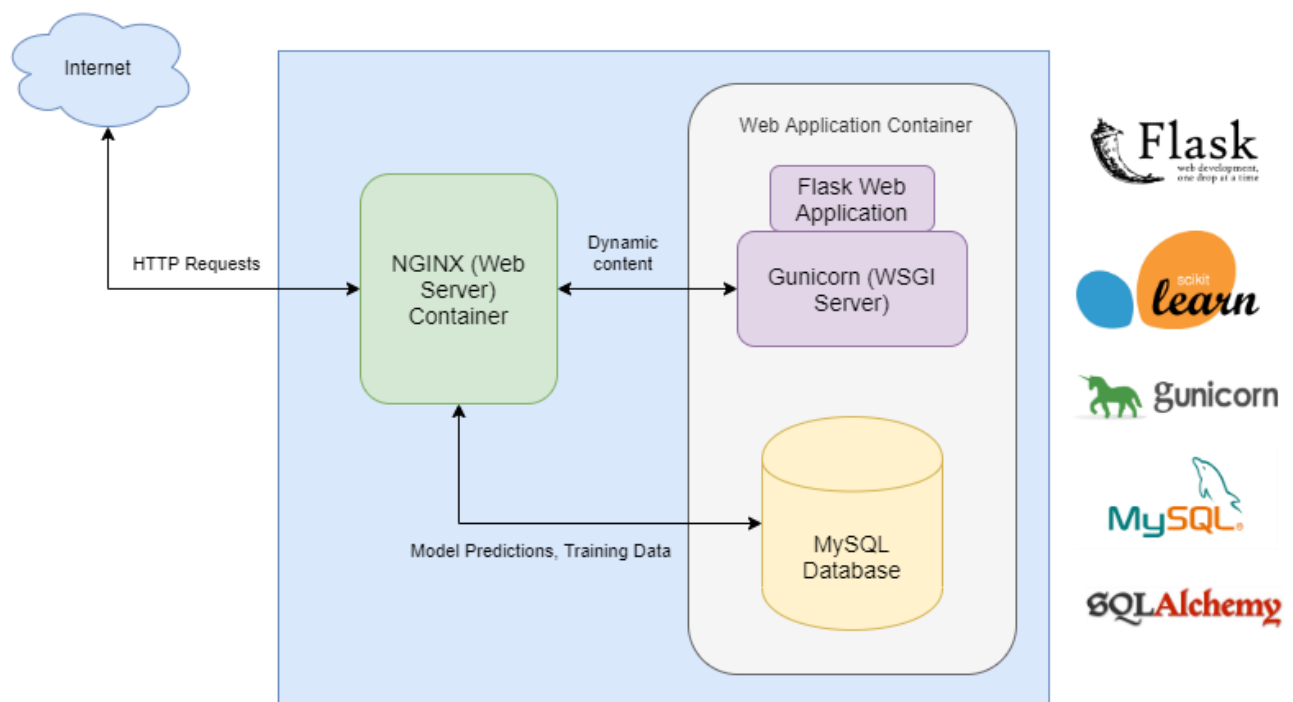 Internet
HTTP Requests
NGINX (Web
Server)
Container
Dynamic
content
Web Application Container
Flask Web
Application
Gunicorn (WSGI
Server)
Model Predictions, Training Data
MySQL
Database
Flask
web development,
one drop at a time
scikit
learn
gunicorn
MySQL®
SQLAlchemy